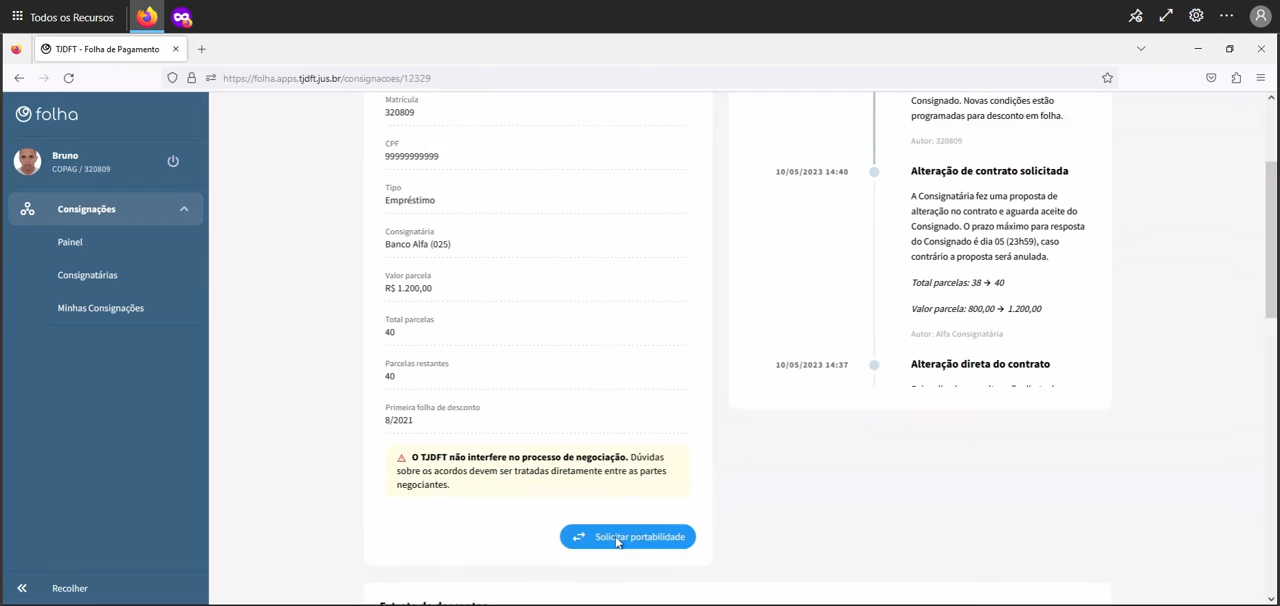 Todos os Recursos
TJDFT - Folha de Pagamento
https://folha.apps.tjdft.jus.br/consignacoes/12329
folha
Bruno
COPAG / 320809
Consignações
Painel
Consignatárias
Minhas Consignações
Recolher
Matrícula
320809
CPF
99999999999
Tipo
Empréstimo
Consignatária
Banco Alfa (025)
Valor parcela
R$ 1.200,00
Total parcelas
40
Parcelas restantes
40
Primeira folha de desconto
8/2021
O TJDFT não interfere no processo de negociação. Dúvidas
sobre os acordos devem ser tratadas diretamente entre as partes
negociantes.
Solicitar portabilidade
Consignado. Novas condições estão
programadas para desconto em folha.
Autor: 320809
10/05/2023 14:40
Alteração de contrato solicitada
A Consignatária fez uma proposta de
alteração no contrato e aguarda aceite do
Consignado. O prazo máximo para resposta
do Consignado é dia 05 (23h59), caso
contrário a proposta será anulada.
Total parcelas: 38 → 40
Valor parcela: 800,00 → 1.200,00
Autor: Alfa Consignatária
10/05/2023 14:37
Alteração direta do contrato